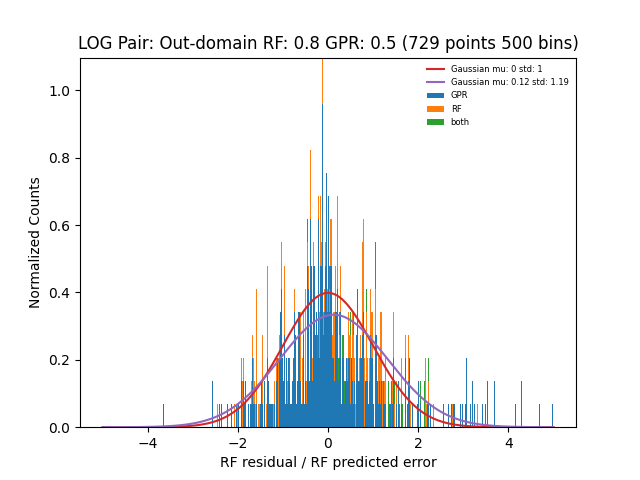 LOG Pair: Out-domain RF: 0.8 GPR: 0.5 (729 points 500 bins)
Gaussian mu: 0 std: 1
Gaussian mu: 0.12 std: 1.19
GPR
RF
both
Normalized Counts
1.0
0.8
0.6
0.4
0.2
0.0
−4 −2 0 2 4
RF residual / RF predicted error